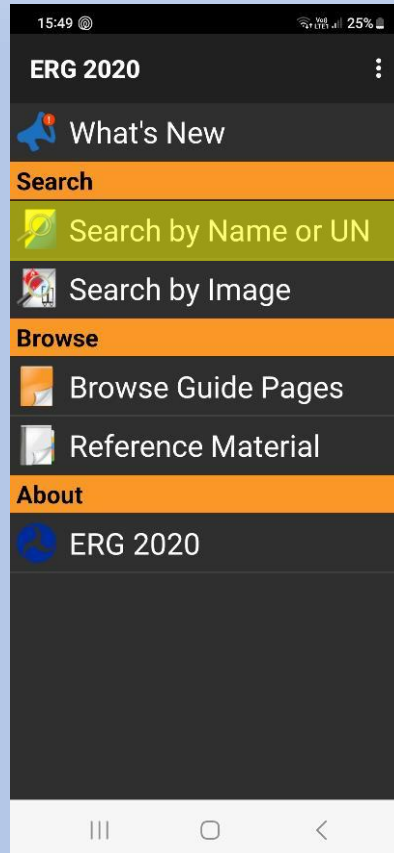 15:49 25%
ERG 2020
What's New
Search
Search by Name or UN
Search by Image
Browse
Browse Guide Pages
Reference Material
About
ERG 2020